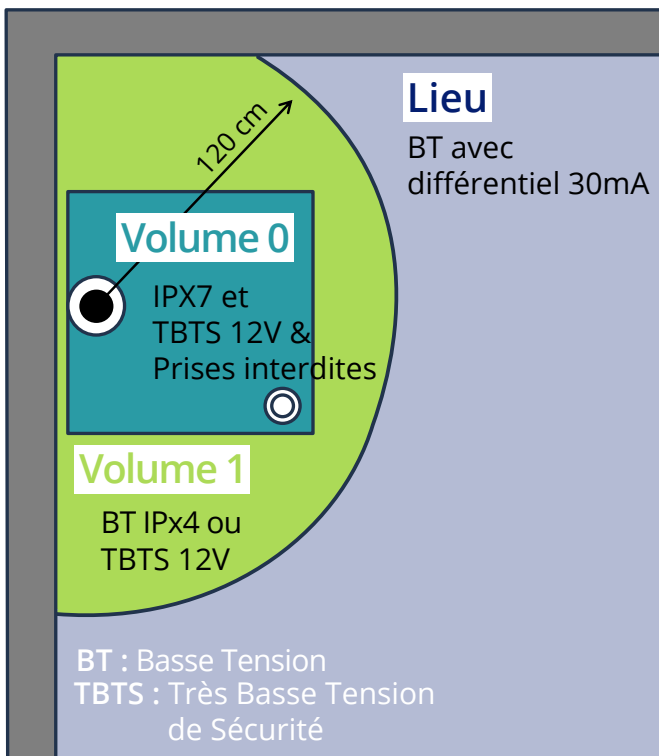 Lieu
BT avec
différentiel 30mA
120 cm
Volume 0
IPX7 et
TBTS 12V &
Prises interdites
Volume 1
BT IPx4 ou
TBTS 12V
BT : Basse Tension
TBTS : Très Basse Tension
de Sécurité